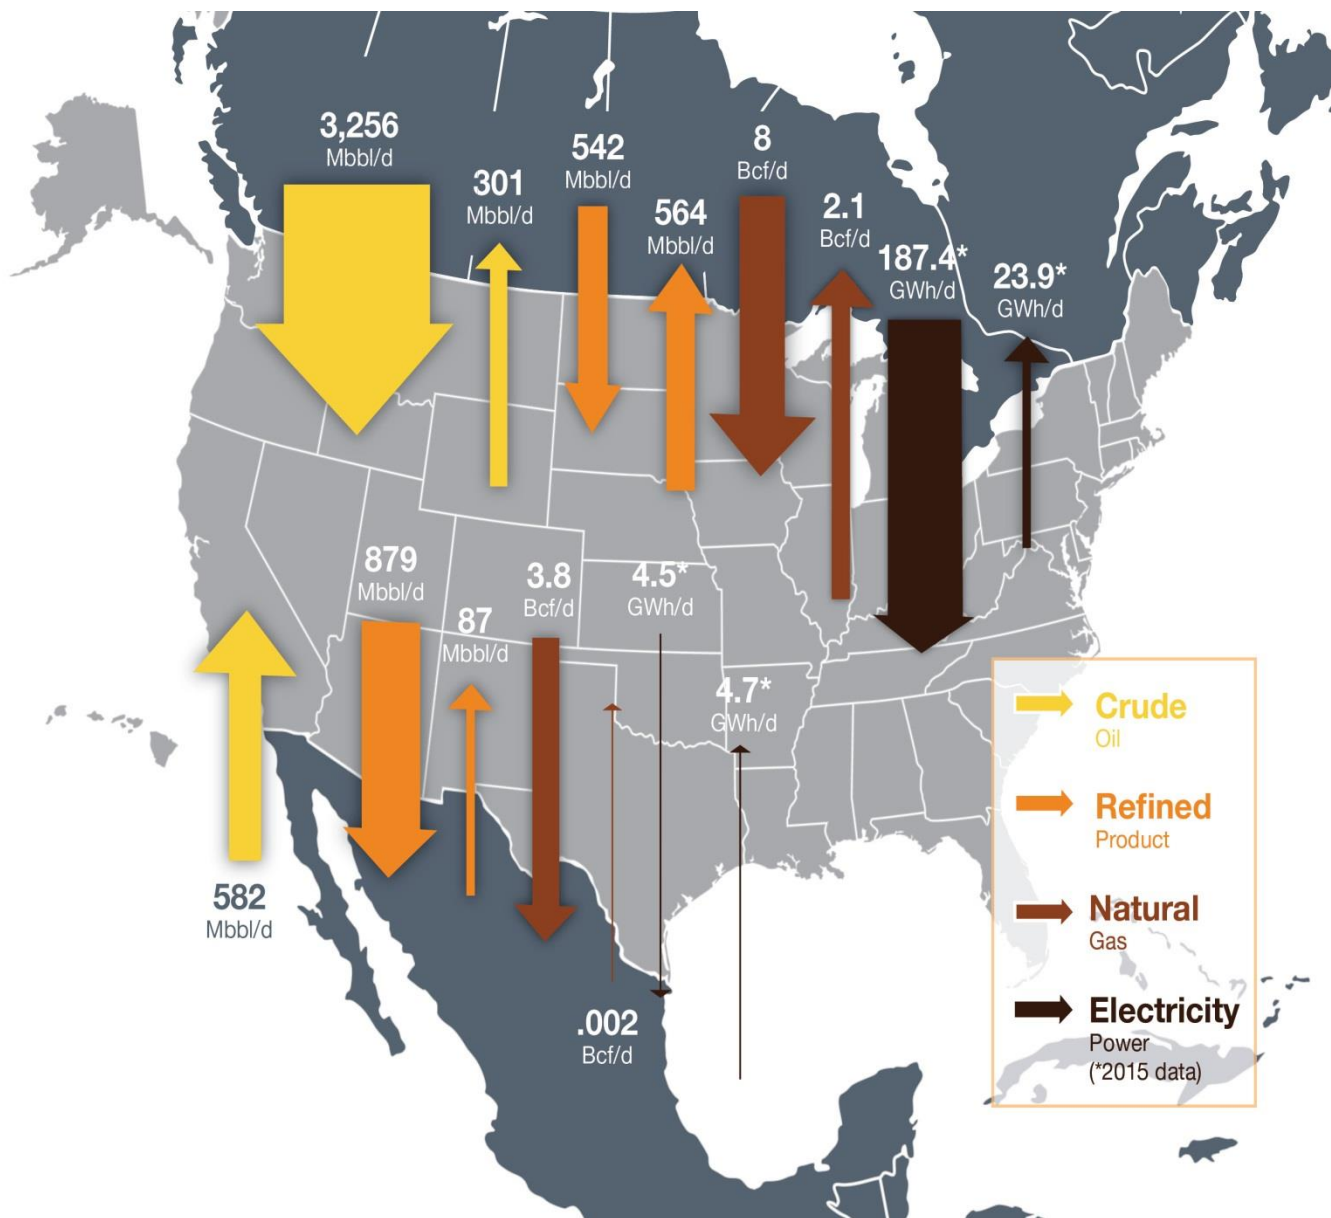 3,256
Mbbl/d
301
Mbbl/d
542
Mbbl/d
564
Mbbl/d
8
Bcf/d
2.1
Bcf/d
187.4*
GWh/d
23.9*
GWh/d
879
Mbbl/d
87
Mbbl/d
3.8
Bcf/d
4.5*
GWh/d
4.7*
GWh/d
582
Mbbl/d
.002
Bcf/d
Crude
Oil
Refined
Product
Natural
Gas
Electricity
Power
(*2015 data)